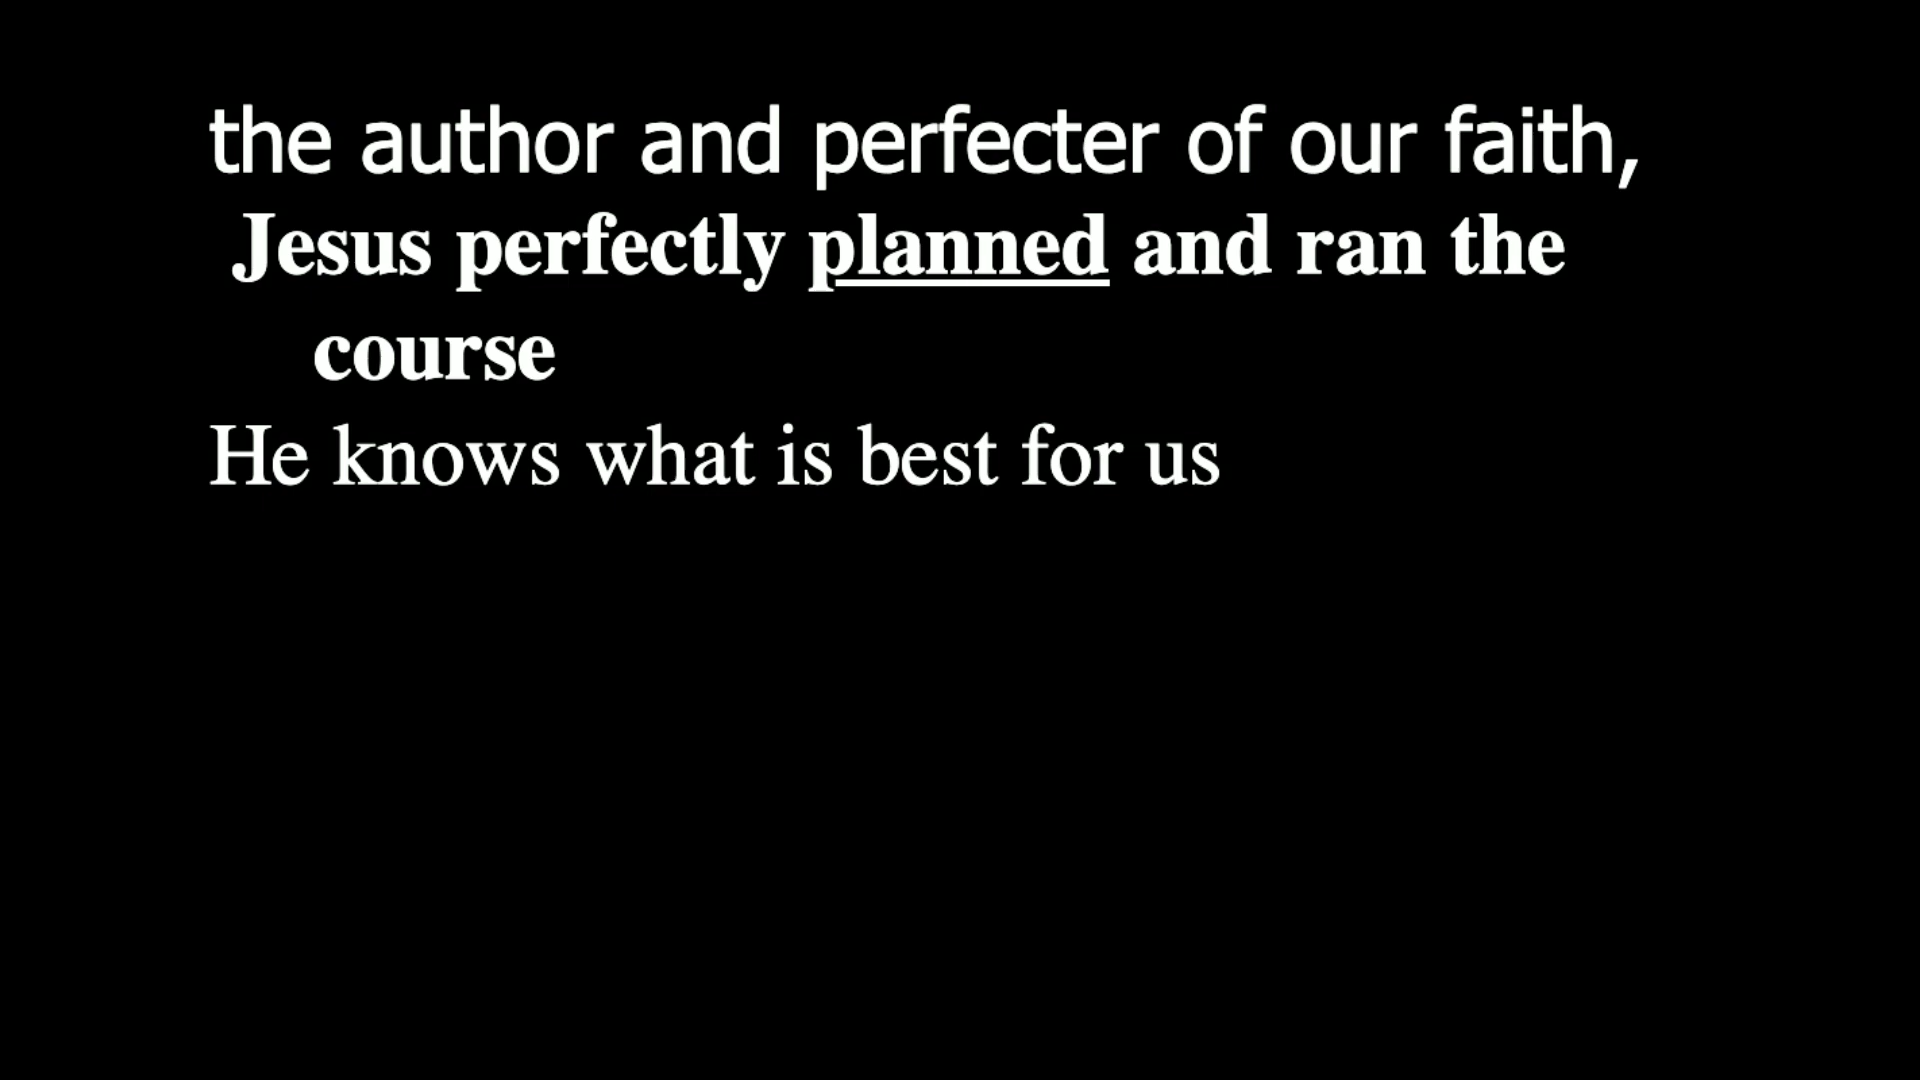 the author and perfecter of our faith,
Jesus perfectly planned and ran the
course
He knows what is best for us